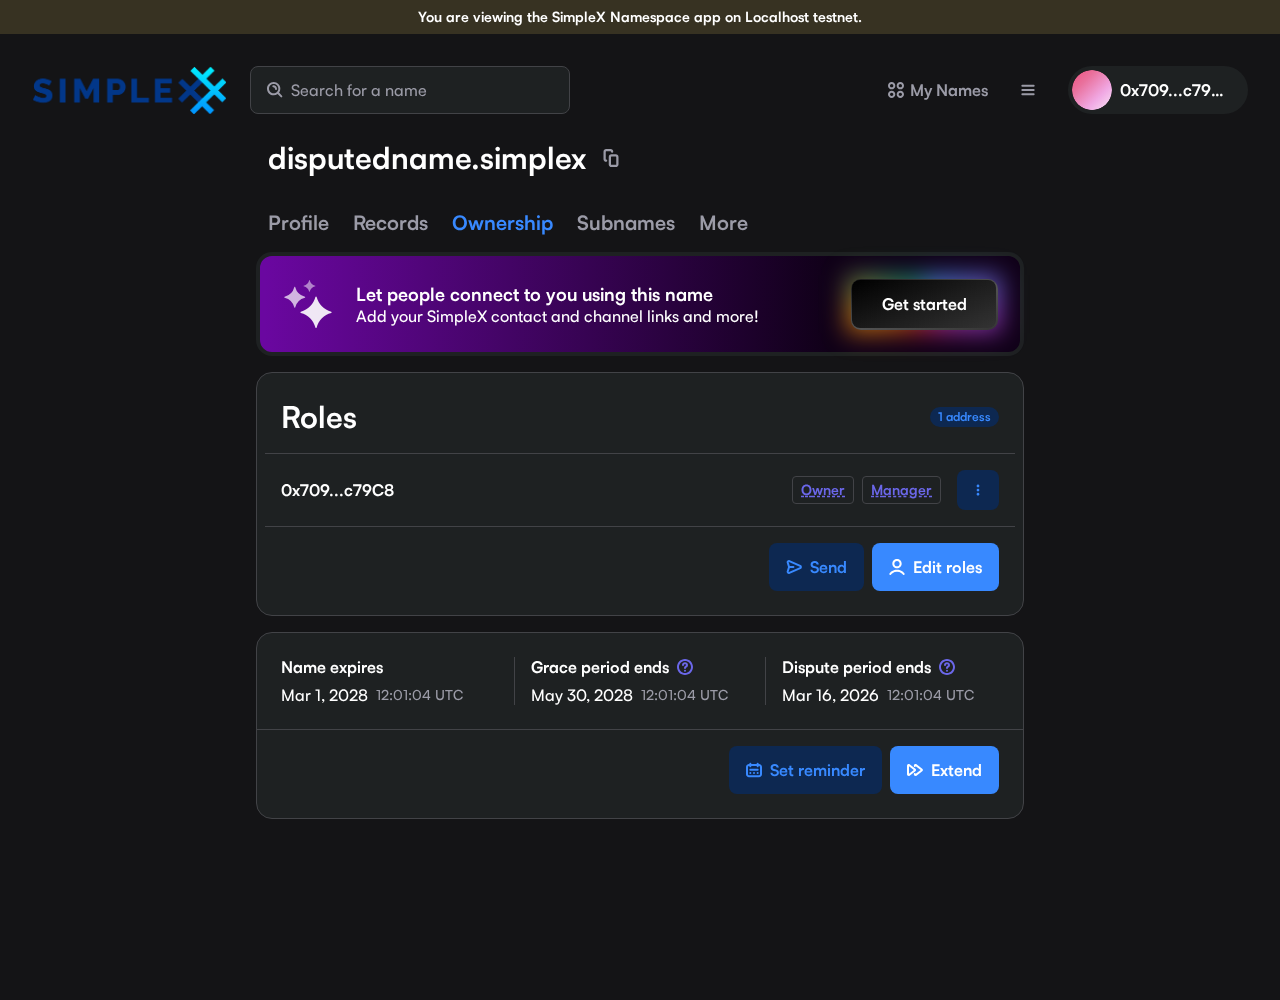 You are viewing the SimpleX Namespace app on Localhost testnet.
SIMPLEX
Search for a name
My Names
0x709...c79...
disputedname.simplex
Profile
Records
Ownership
Subnames
More
Let people connect to you using this name
Add your SimpleX contact and channel links and more!
Get started
Roles
1 address
0x709...c79C8
Owner
Manager
Send
Edit roles
Name expires
Mar 1, 2028 12:01:04 UTC
Grace period ends
May 30, 2028 12:01:04 UTC
Dispute period ends
Mar 16, 2026 12:01:04 UTC
Set reminder
Extend